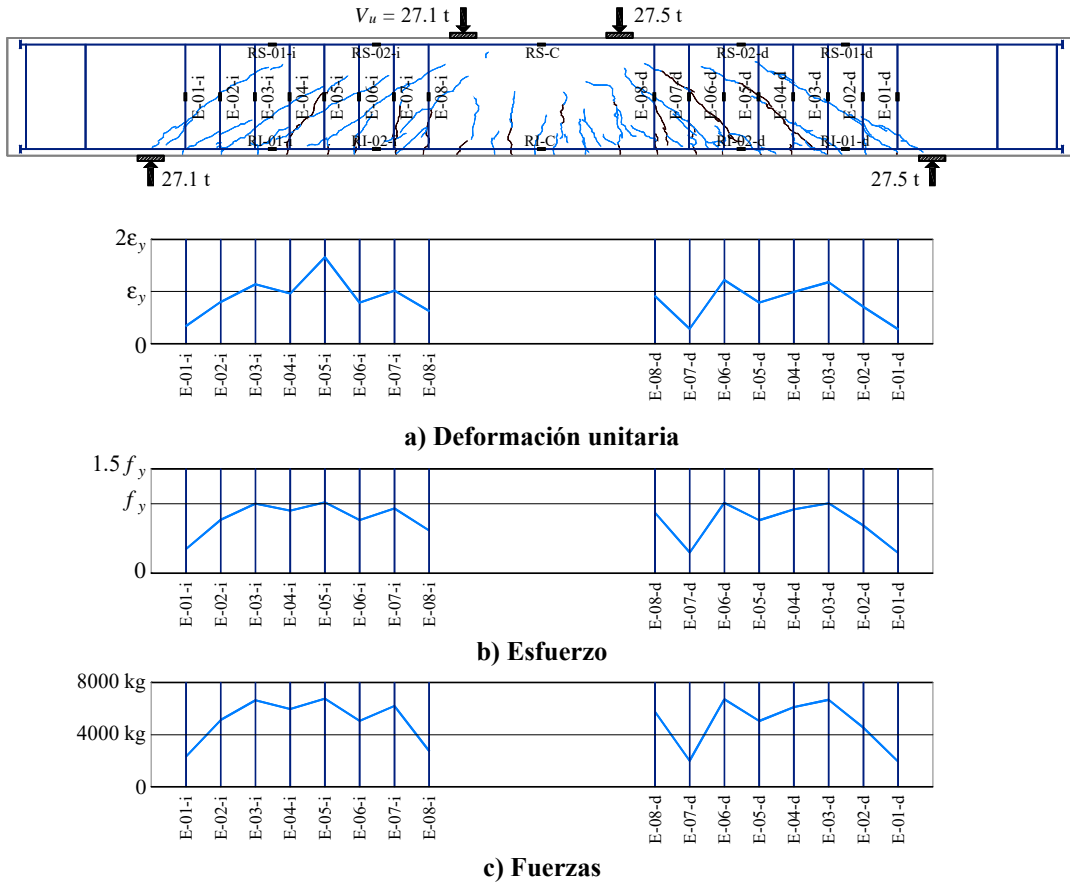 V_u = 27.1 t
27.5 t
RS-01-i
RS-02-i
RS-C
RS-02-d
RS-01-d
E-01-i
E-02-i
E-03-i
E-04-i
E-05-i
E-06-i
E-07-i
E-08-i
E-08-d
E-07-d
E-06-d
E-05-d
E-04-d
E-03-d
E-02-d
E-01-d
RI-01-i
RI-02-i
RI-C
RI-02-d
RI-01-d
27.1 t
27.5 t
2ε_y
ε_y
0
E-01-i
E-02-i
E-03-i
E-04-i
E-05-i
E-06-i
E-07-i
E-08-i
E-08-d
E-07-d
E-06-d
E-05-d
E-04-d
E-03-d
E-02-d
E-01-d
a) Deformación unitaria
1.5 f_y
f_y
0
E-01-i
E-02-i
E-03-i
E-04-i
E-05-i
E-06-i
E-07-i
E-08-i
E-08-d
E-07-d
E-06-d
E-05-d
E-04-d
E-03-d
E-02-d
E-01-d
b) Esfuerzo
8000 kg
4000 kg
0
E-01-i
E-02-i
E-03-i
E-04-i
E-05-i
E-06-i
E-07-i
E-08-i
E-08-d
E-07-d
E-06-d
E-05-d
E-04-d
E-03-d
E-02-d
E-01-d
c) Fuerzas